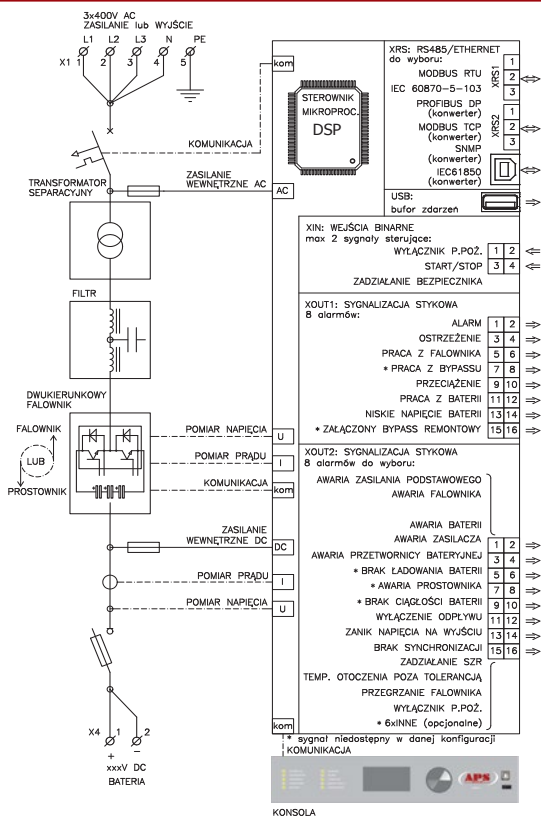 3x400V AC
ZASILANIE lub WYJŚCIE
L1 L2 L3 N PE
X1 1 2 3 4 5
KOMUNIKACJA
ZASILANIE
WEWNĘTRZNE AC
TRANSFORMATOR
SEPARACYJNY
FILTR
DWUKIERUNKOWY
FALOWNIK
FALOWNIK
LUB
PROSTOWNIK
POMIAR NAPIĘCIA
POMIAR PRĄDU
KOMUNIKACJA
ZASILANIE
WEWNĘTRZNE DC
POMIAR PRĄDU
POMIAR NAPIĘCIA
X4 1 2
+ −
xxxV DC
BATERIA
kom
AC
U
I
kom
DC
I
U
kom
STEROWNIK
MIKROPROC.
DSP
XRS: RS485/ETHERNET
do wyboru:
MODBUS RTU
IEC 60870-5-103
PROFIBUS DP
(konwerter)
MODBUS TCP
(konwerter)
SNMP
(konwerter)
IEC61850
(konwerter)
XRS1
1
2
3
XRS2
1
2
3
USB:
bufor zdarzeń
XIN: WEJŚCIA BINARNE
max 2 sygnały sterujące:
WYŁĄCZNIK P.POŻ. 1 2
START/STOP 3 4
ZADZIAŁANIE BEZPIECZNIKA
XOUT1: SYGNALIZACJA STYKOWA
8 alarmów:
ALARM 1 2
OSTRZEŻENIE 3 4
PRACA Z FALOWNIKA 5 6
* PRACA Z BYPASSU 7 8
PRZECIĄŻENIE 9 10
PRACA Z BATERII 11 12
NISKIE NAPIĘCIE BATERII 13 14
* ZAŁĄCZONY BYPASS REMONTOWY 15 16
XOUT2: SYGNALIZACJA STYKOWA
8 alarmów do wyboru:
AWARIA ZASILANIA PODSTAWOWEGO
AWARIA FALOWNIKA
AWARIA BATERII
AWARIA ZASILACZA
1 2
AWARIA PRZETWORNICY BATERYJNEJ
3 4
* BRAK ŁADOWANIA BATERII
5 6
* AWARIA PROSTOWNIKA
7 8
* BRAK CIĄGŁOŚCI BATERII
9 10
WYŁĄCZENIE ODPŁYWU
11 12
ZANIK NAPIĘCIA NA WYJŚCIU
13 14
BRAK SYNCHRONIZACJI
15 16
ZADZIAŁANIE SZR
TEMP. OTOCZENIA POZA TOLERANCJĄ
PRZEGRZANIE FALOWNIKA
WYŁĄCZNIK P.POŻ.
* 6xINNE (opcjonalne)
* sygnał niedostępny w danej konfiguracji
KOMUNIKACJA
APS
KONSOLA